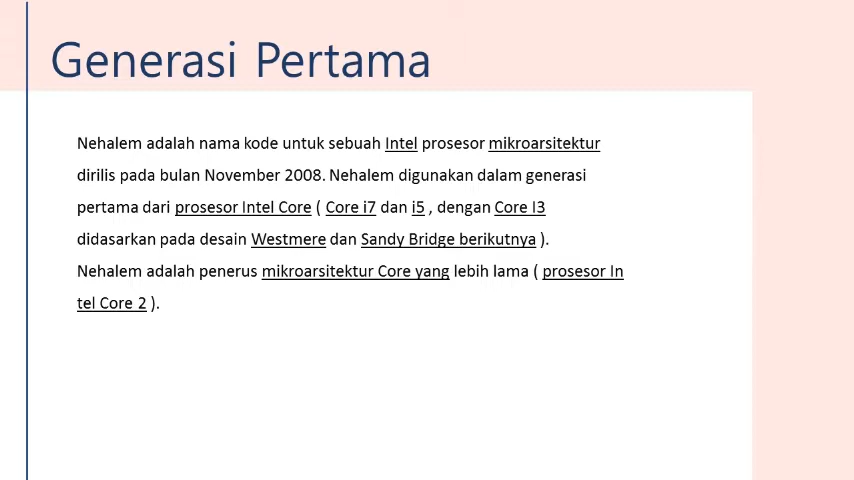 Generasi Pertama
Nehalem adalah nama kode untuk sebuah Intel prosesor mikroarsitektur
dirilis pada bulan November 2008. Nehalem digunakan dalam generasi
pertama dari prosesor Intel Core ( Core i7 dan i5 , dengan Core I3
didasarkan pada desain Westmere dan Sandy Bridge berikutnya ).
Nehalem adalah penerus mikroarsitektur Core yang lebih lama ( prosesor In
tel Core 2 ).